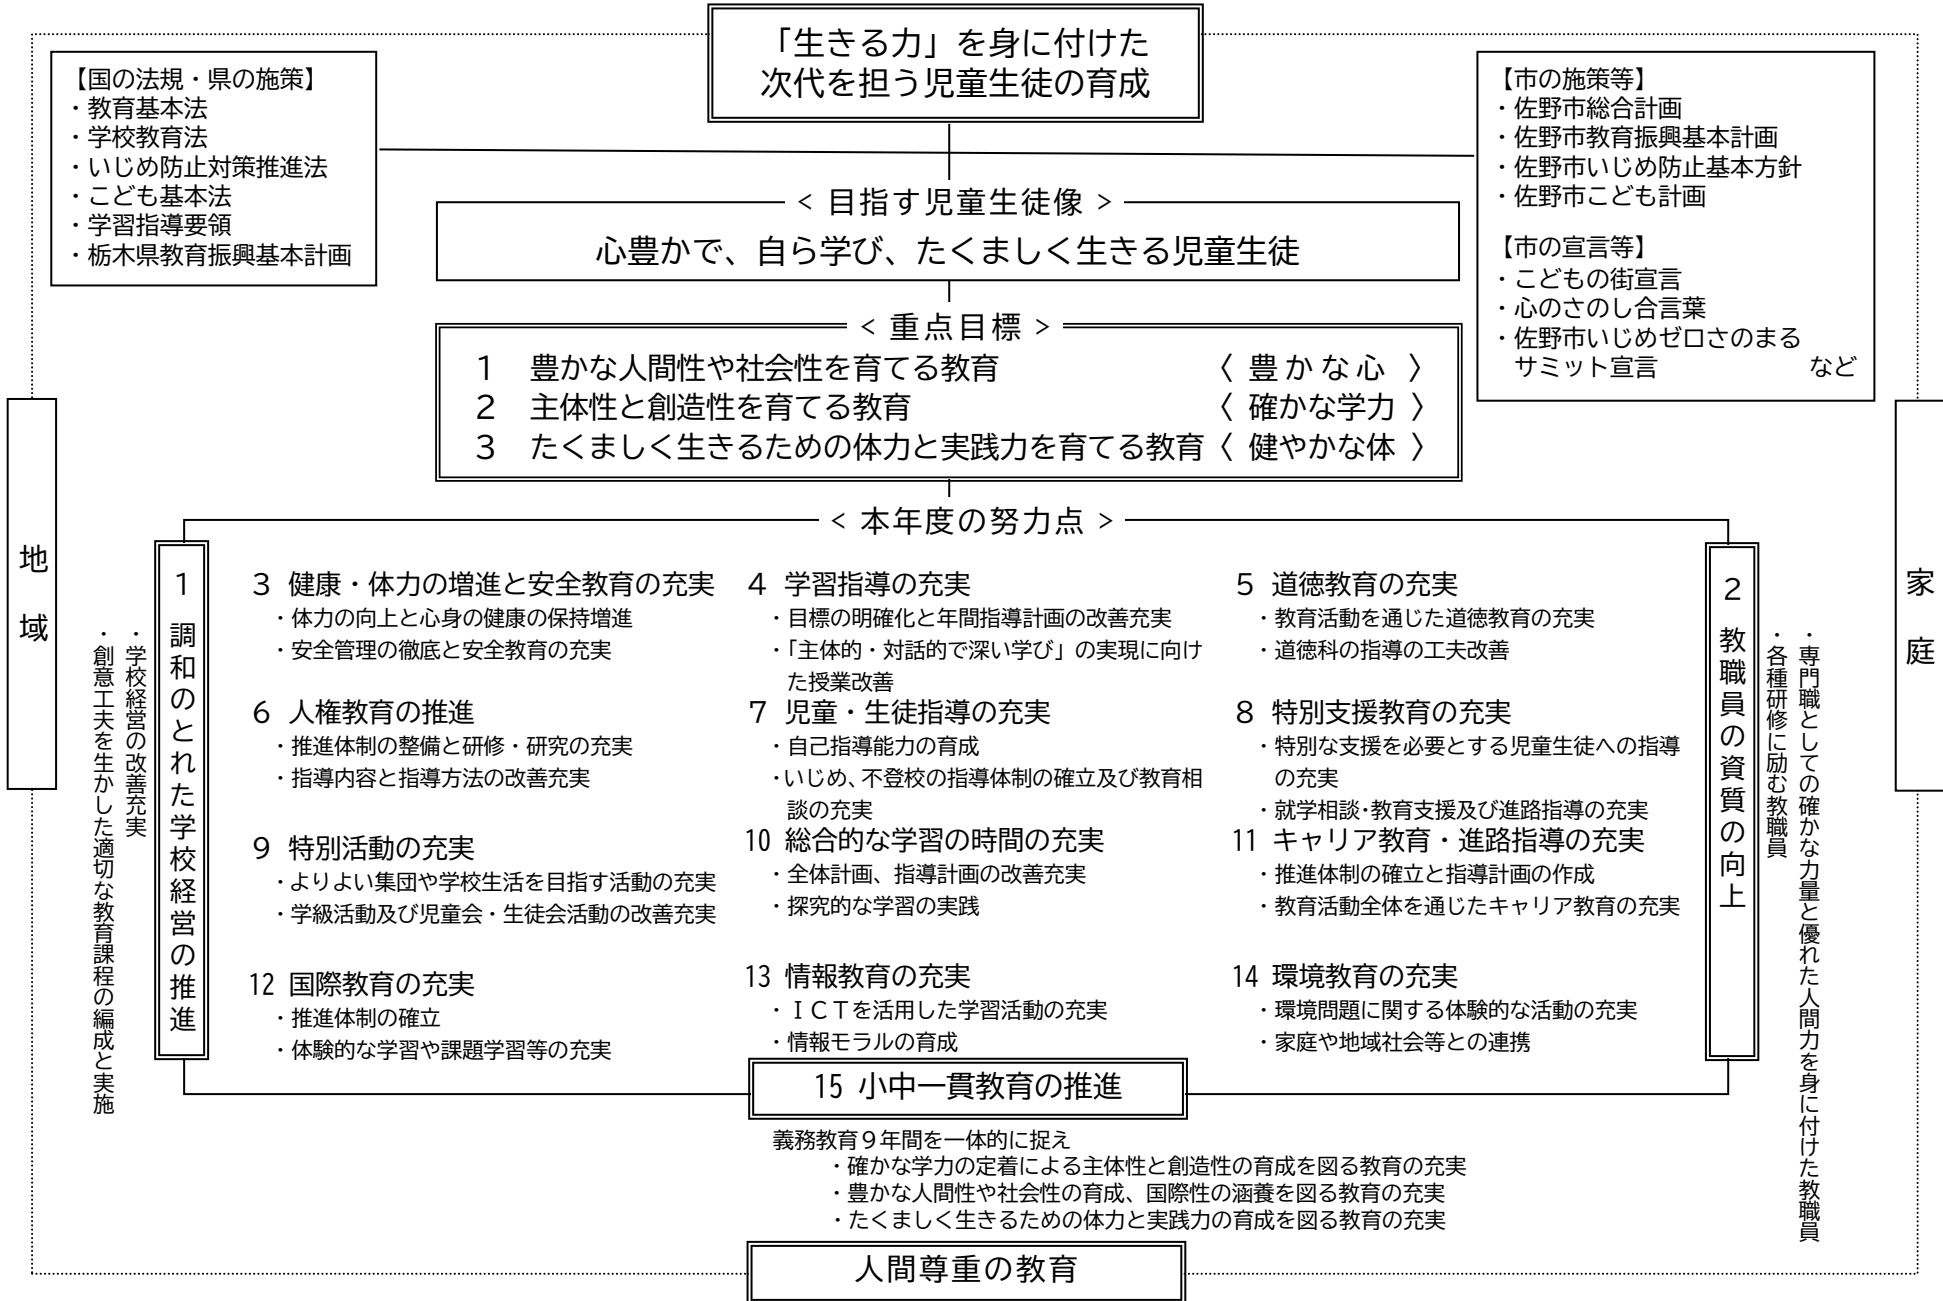 「生きる力」を身に付けた
次代を担う児童生徒の育成
【国の法規・県の施策】
・教育基本法
・学校教育法
・いじめ防止対策推進法
・こども基本法
・学習指導要領
・栃木県教育振興基本計画
【市の施策等】
・佐野市総合計画
・佐野市教育振興基本計画
・佐野市いじめ防止基本方針
・佐野市こども計画
【市の宣言等】
・こどもの街宣言
・心のさのし合言葉
・佐野市いじめゼロさのまる
サミット宣言 など
< 目指す児童生徒像 >
心豊かで、自ら学び、たくましく生きる児童生徒
< 重点目標 >
1 豊かな人間性や社会性を育てる教育 〈 豊かな心 〉
2 主体性と創造性を育てる教育 〈 確かな学力 〉
3 たくましく生きるための体力と実践力を育てる教育〈 健やかな体 〉
地域
家庭
< 本年度の努力点 >
1 調和のとれた学校経営の推進
・学校経営の改善充実
・創意工夫を生かした適切な教育課程の編成と実施
2 教職員の資質の向上
・専門職としての確かな力量と優れた人間力を身に付けた教職員
・各種研修に励む教職員
3 健康・体力の増進と安全教育の充実
・体力の向上と心身の健康の保持増進
・安全管理の徹底と安全教育の充実
4 学習指導の充実
・目標の明確化と年間指導計画の改善充実
・「主体的・対話的で深い学び」の実現に向け
た授業改善
5 道徳教育の充実
・教育活動を通じた道徳教育の充実
・道徳科の指導の工夫改善
6 人権教育の推進
・推進体制の整備と研修・研究の充実
・指導内容と指導方法の改善充実
7 児童・生徒指導の充実
・自己指導能力の育成
・いじめ、不登校の指導体制の確立及び教育相
談の充実
8 特別支援教育の充実
・特別な支援を必要とする児童生徒への指導
の充実
・就学相談・教育支援及び進路指導の充実
9 特別活動の充実
・よりよい集団や学校生活を目指す活動の充実
・学級活動及び児童会・生徒会活動の改善充実
10 総合的な学習の時間の充実
・全体計画、指導計画の改善充実
・探究的な学習の実践
11 キャリア教育・進路指導の充実
・推進体制の確立と指導計画の作成
・教育活動全体を通じたキャリア教育の充実
12 国際教育の充実
・推進体制の確立
・体験的な学習や課題学習等の充実
13 情報教育の充実
・ＩＣＴを活用した学習活動の充実
・情報モラルの育成
14 環境教育の充実
・環境問題に関する体験的な活動の充実
・家庭や地域社会等との連携
15 小中一貫教育の推進
義務教育９年間を一体的に捉え
・確かな学力の定着による主体性と創造性の育成を図る教育の充実
・豊かな人間性や社会性の育成、国際性の涵養を図る教育の充実
・たくましく生きるための体力と実践力の育成を図る教育の充実
人間尊重の教育